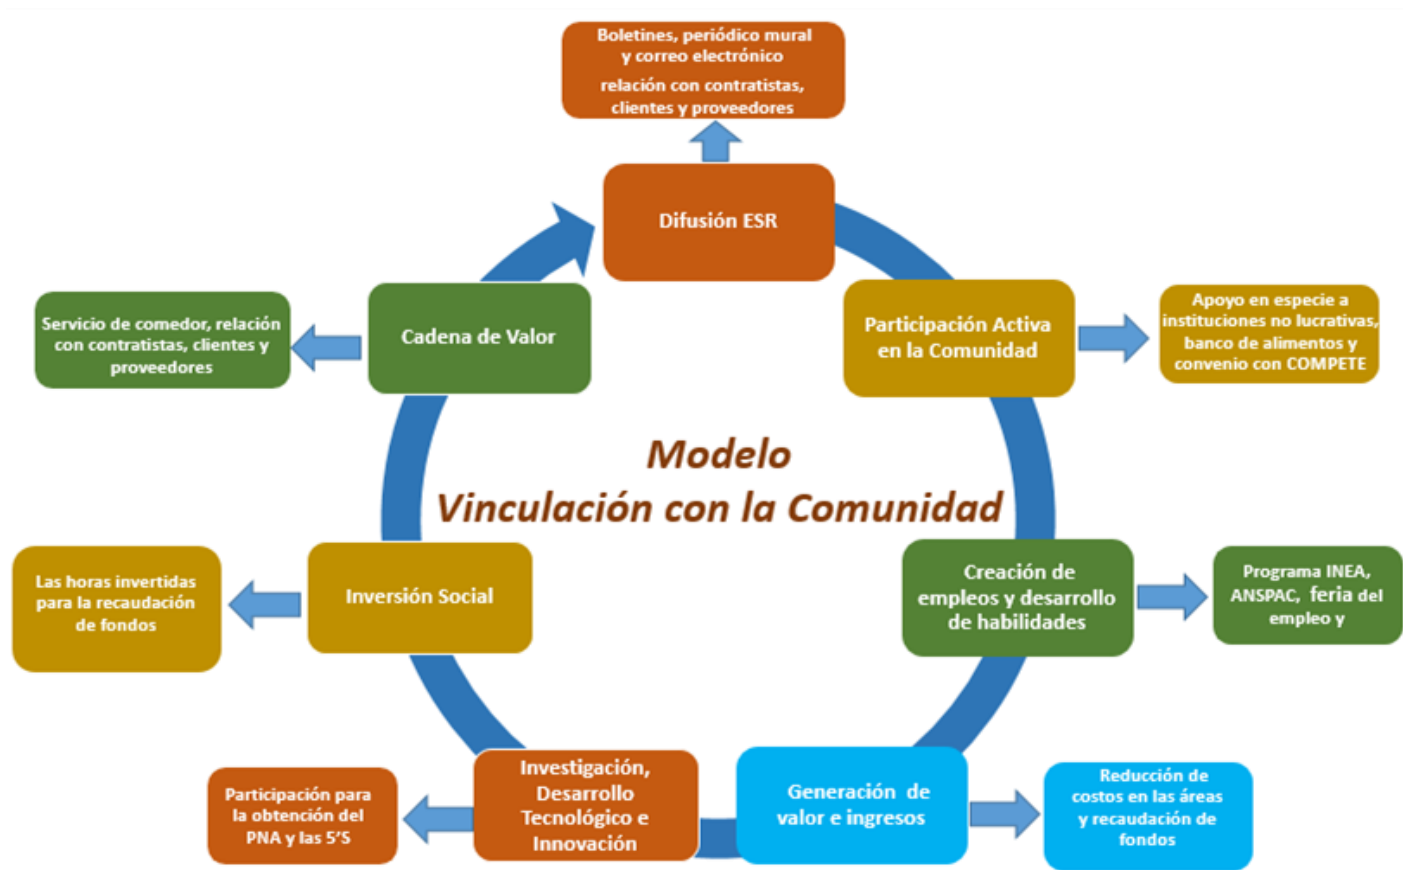 Boletines, periódico mural
y correo electrónico
relación con contratistas,
clientes y proveedores
Difusión ESR
Participación Activa
en la Comunidad
Apoyo en especie a
instituciones no lucrativas,
banco de alimentos y
convenio con COMPETE
Cadena de Valor
Servicio de comedor, relación
con contratistas, clientes y
proveedores
Modelo
Vinculación con la Comunidad
Creación de
empleos y desarrollo
de habilidades
Programa INEA,
ANSPAC, feria del
empleo y
Inversión Social
Las horas invertidas
para la recaudación
de fondos
Generación de
valor e ingresos
Reducción de
costos en las áreas
y recaudación de
fondos
Investigación,
Desarrollo
Tecnológico e
Innovación
Participación para
la obtención del
PNA y las 5’S